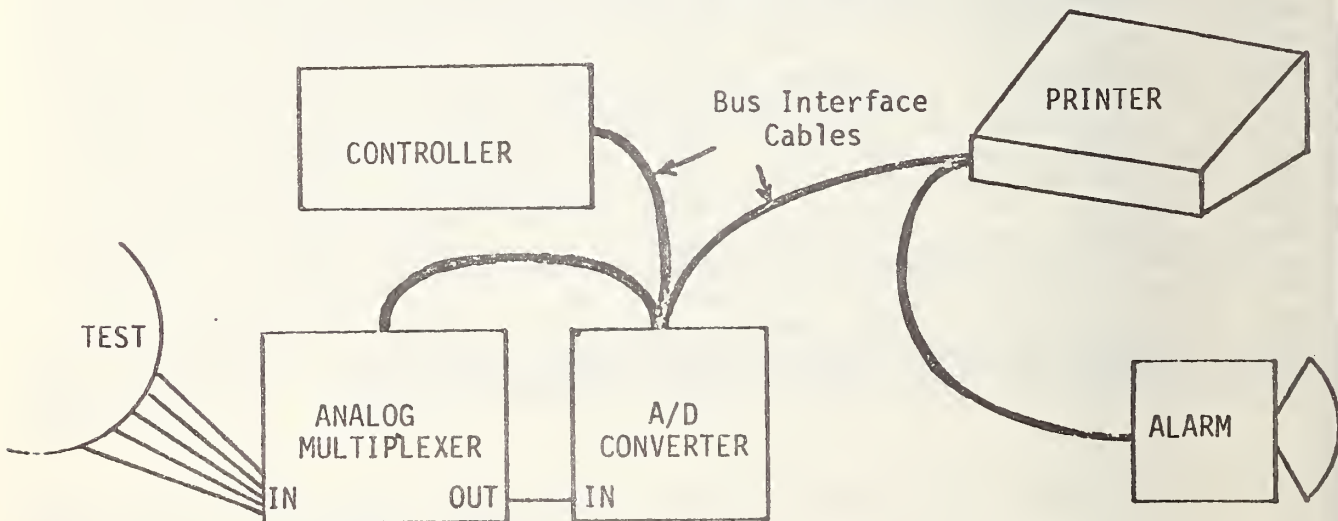 PRINTER
Bus Interface
Cables
CONTROLLER
TEST
ANALOG
MULTIPLEXER
IN
OUT
A/D
CONVERTER
IN
ALARM